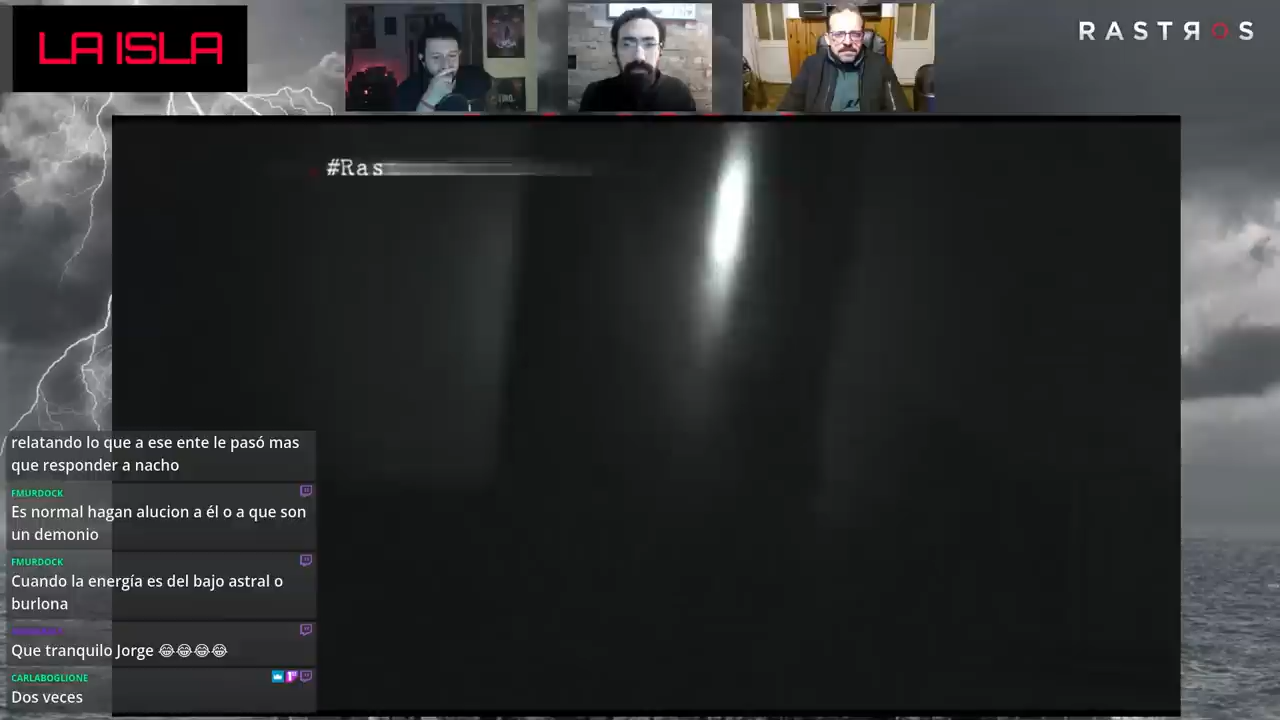 LA ISLA
RASTROS
#Ras
relatando lo que a ese ente le pasó mas
que responder a nacho
FMURDOCK
Es normal hagan alucion a él o a que son
un demonio
FMURDOCK
Cuando la energía es del bajo astral o
burlona
Que tranquilo Jorge 😂😂😂😂
CARLABOGLIONE
Dos veces